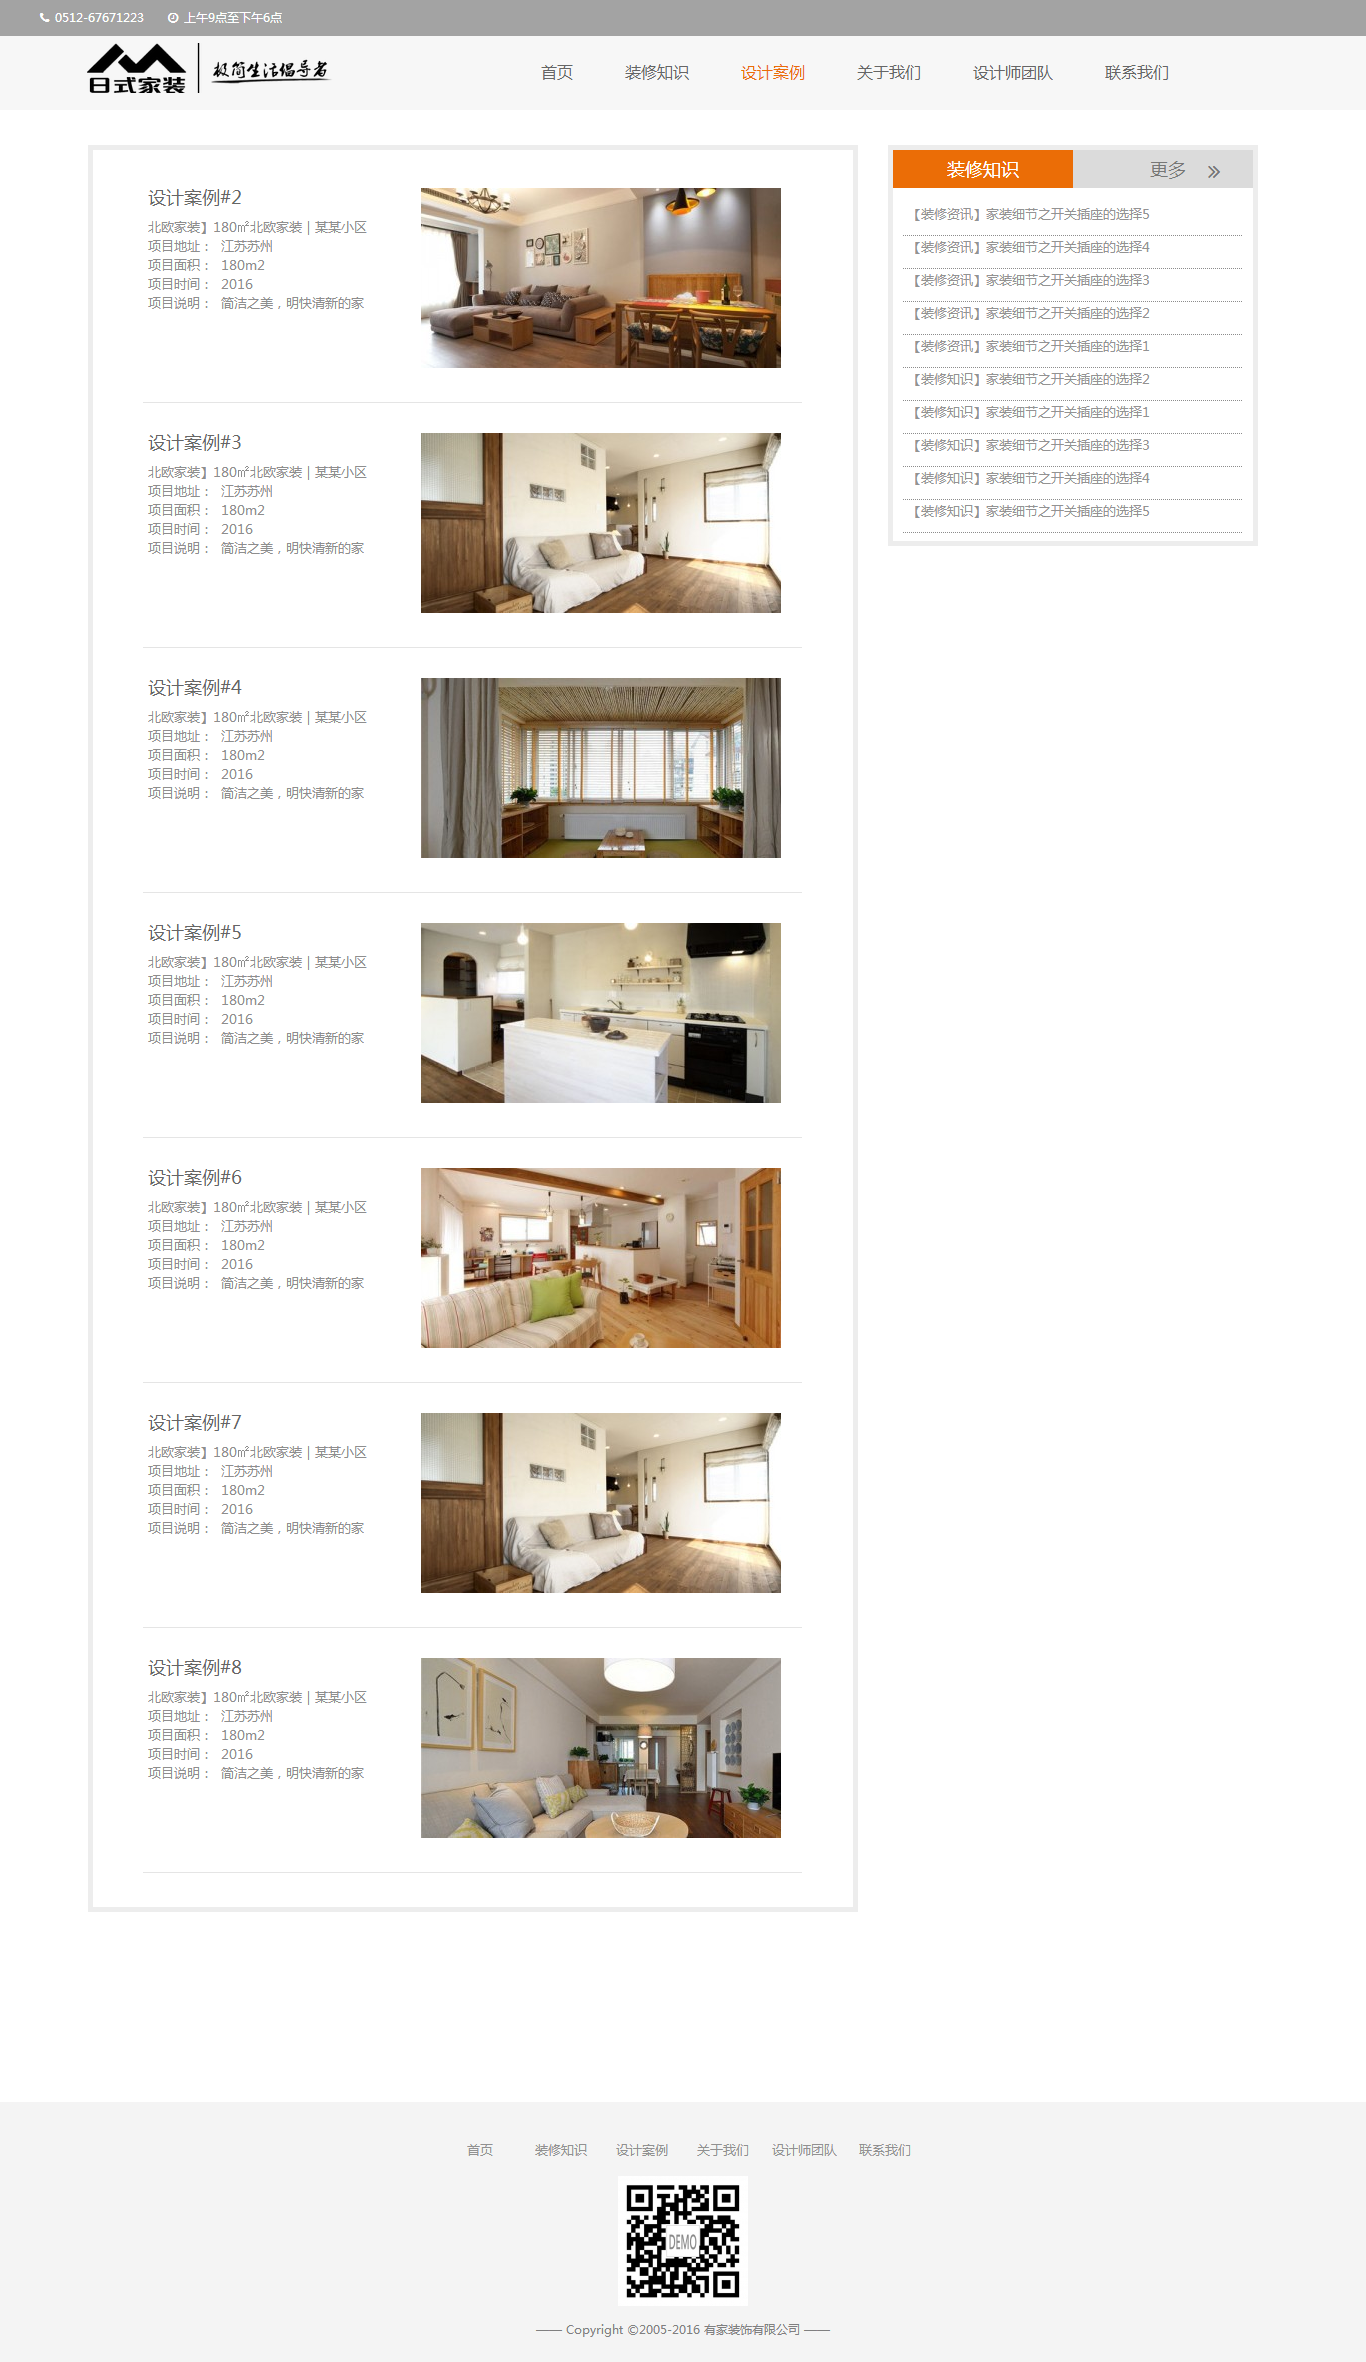 0512-67671223 上午9点至下午6点
日式家装 极简生活倡导者
首页 装修知识 设计案例 关于我们 设计师团队 联系我们
设计案例#2
北欧家装】180㎡北欧家装 | 某某小区
项目地址： 江苏苏州
项目面积： 180m2
项目时间： 2016
项目说明： 简洁之美，明快清新的家
设计案例#3
北欧家装】180㎡北欧家装 | 某某小区
项目地址： 江苏苏州
项目面积： 180m2
项目时间： 2016
项目说明： 简洁之美，明快清新的家
设计案例#4
北欧家装】180㎡北欧家装 | 某某小区
项目地址： 江苏苏州
项目面积： 180m2
项目时间： 2016
项目说明： 简洁之美，明快清新的家
设计案例#5
北欧家装】180㎡北欧家装 | 某某小区
项目地址： 江苏苏州
项目面积： 180m2
项目时间： 2016
项目说明： 简洁之美，明快清新的家
设计案例#6
北欧家装】180㎡北欧家装 | 某某小区
项目地址： 江苏苏州
项目面积： 180m2
项目时间： 2016
项目说明： 简洁之美，明快清新的家
设计案例#7
北欧家装】180㎡北欧家装 | 某某小区
项目地址： 江苏苏州
项目面积： 180m2
项目时间： 2016
项目说明： 简洁之美，明快清新的家
设计案例#8
北欧家装】180㎡北欧家装 | 某某小区
项目地址： 江苏苏州
项目面积： 180m2
项目时间： 2016
项目说明： 简洁之美，明快清新的家
装修知识 更多 »
【装修资讯】家装细节之开关插座的选择5
【装修资讯】家装细节之开关插座的选择4
【装修资讯】家装细节之开关插座的选择3
【装修资讯】家装细节之开关插座的选择2
【装修资讯】家装细节之开关插座的选择1
【装修知识】家装细节之开关插座的选择2
【装修知识】家装细节之开关插座的选择1
【装修知识】家装细节之开关插座的选择3
【装修知识】家装细节之开关插座的选择4
【装修知识】家装细节之开关插座的选择5
首页 装修知识 设计案例 关于我们 设计师团队 联系我们
DEMO
—— Copyright ©2005-2016 有家装饰有限公司 ——